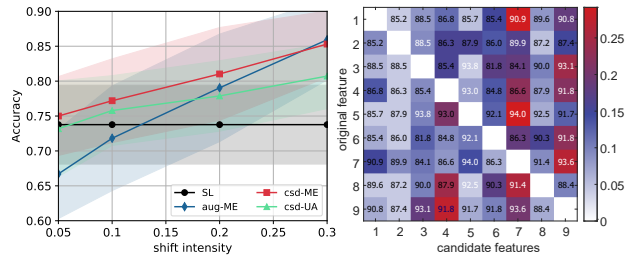 Accuracy
0.90
0.85
0.80
0.75
0.70
0.65
0.60
0.05 0.1 0.2 0.3
shift intensity
SL csd-ME
aug-ME csd-UA
original feature
1 85.2 88.5 86.8 85.7 85.4 90.9 89.6 90.8
2 85.2 88.5 86.3 87.9 86.0 89.9 87.2 87.4
3 88.5 88.5 85.4 93.8 81.8 84.1 90.0 93.1
4 86.8 86.3 85.4 93.0 84.8 86.6 87.9 91.8
5 85.7 87.9 93.8 93.0 92.1 94.0 92.5 91.7
6 85.4 86.0 81.8 84.8 92.1 86.3 90.3 91.8
7 90.9 89.9 84.1 86.6 94.0 86.3 91.4 93.6
8 89.6 87.2 90.0 87.9 92.5 90.3 91.4 88.4
9 90.8 87.4 93.1 91.8 91.7 91.8 93.6 88.4
1 2 3 4 5 6 7 8 9
candidate features
0.25
0.20
0.15
0.10
0.05
0